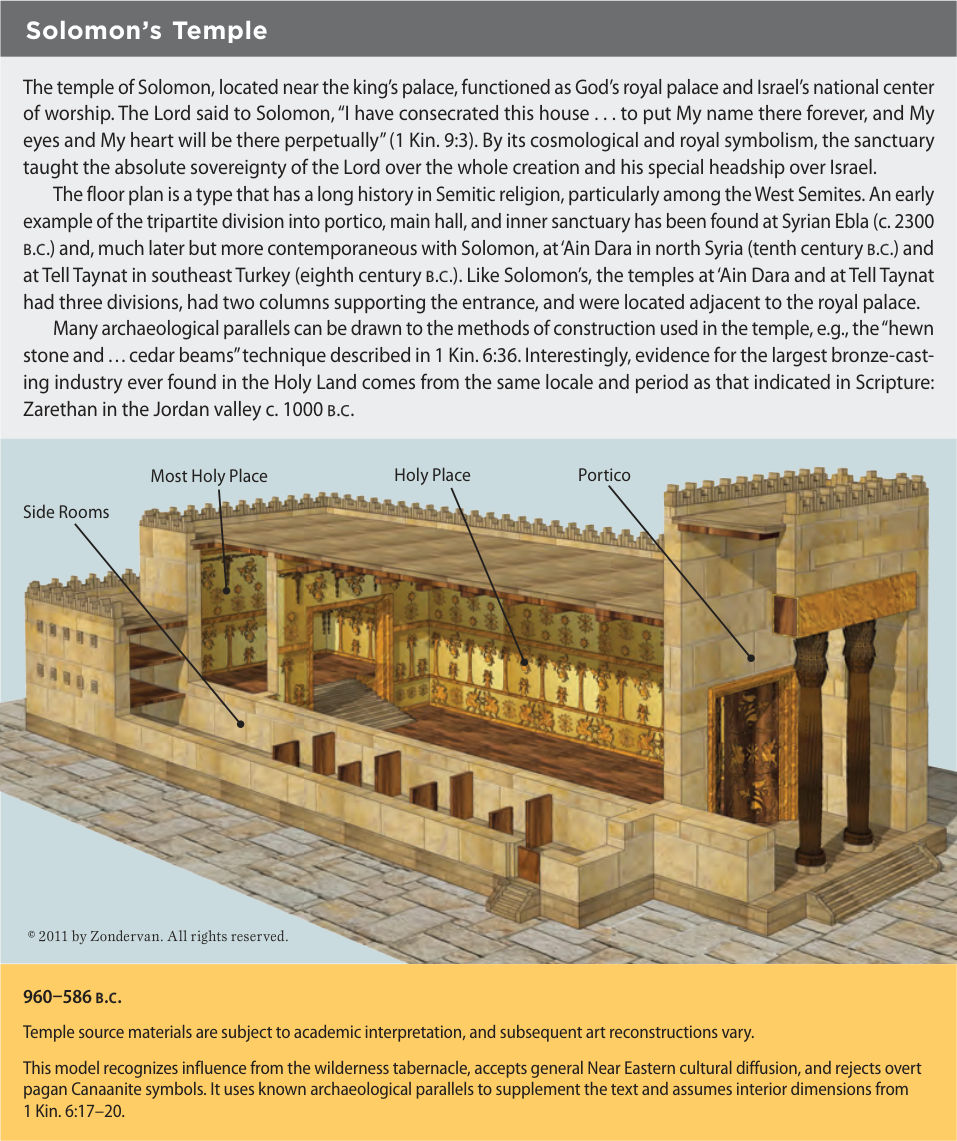 Solomon’s Temple
The temple of Solomon, located near the king’s palace, functioned as God’s royal palace and Israel’s national center
of worship. The Lord said to Solomon, “I have consecrated this house . . . to put My name there forever, and My
eyes and My heart will be there perpetually” (1 Kin. 9:3). By its cosmological and royal symbolism, the sanctuary
taught the absolute sovereignty of the Lord over the whole creation and his special headship over Israel.
The floor plan is a type that has a long history in Semitic religion, particularly among the West Semites. An early
example of the tripartite division into portico, main hall, and inner sanctuary has been found at Syrian Ebla (c. 2300
B.C.) and, much later but more contemporaneous with Solomon, at ‘Ain Dara in north Syria (tenth century B.C.) and
at Tell Taynat in southeast Turkey (eighth century B.C.). Like Solomon’s, the temples at ‘Ain Dara and at Tell Taynat
had three divisions, had two columns supporting the entrance, and were located adjacent to the royal palace.
Many archaeological parallels can be drawn to the methods of construction used in the temple, e.g., the “hewn
stone and . . . cedar beams” technique described in 1 Kin. 6:36. Interestingly, evidence for the largest bronze-cast-
ing industry ever found in the Holy Land comes from the same locale and period as that indicated in Scripture:
Zarethan in the Jordan valley c. 1000 B.C.
Most Holy Place
Holy Place
Portico
Side Rooms
© 2011 by Zondervan. All rights reserved.
960–586 B.C.
Temple source materials are subject to academic interpretation, and subsequent art reconstructions vary.
This model recognizes influence from the wilderness tabernacle, accepts general Near Eastern cultural diffusion, and rejects overt
pagan Canaanite symbols. It uses known archaeological parallels to supplement the text and assumes interior dimensions from
1 Kin. 6:17–20.